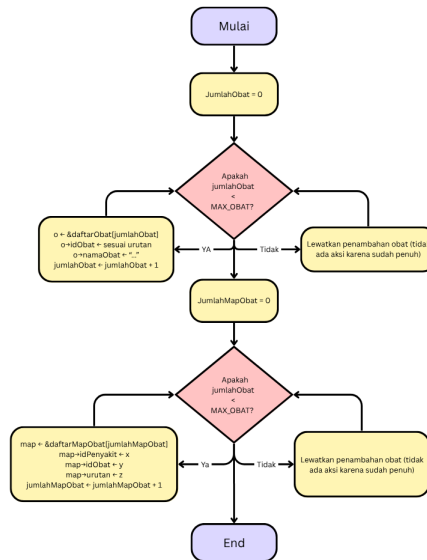 Mulai
JumlahObat = 0
Apakah
jumlahObat
<
MAX_OBAT?
o ← &daftarObat[jumlahObat]
o→idObat ← sesuai urutan
o→namaObat ← "..."
jumlahObat ← jumlahObat + 1
YA
Tidak
Lewatkan penambahan obat (tidak
ada aksi karena sudah penuh)
JumlahMapObat = 0
Apakah
jumlahObat
<
MAX_OBAT?
map ← &daftarMapObat[jumlahMapObat]
map→idPenyakit ← x
map→idObat ← y
map→urutan ← z
jumlahMapObat ← jumlahMapObat + 1
Ya
Tidak
Lewatkan penambahan obat (tidak
ada aksi karena sudah penuh)
End